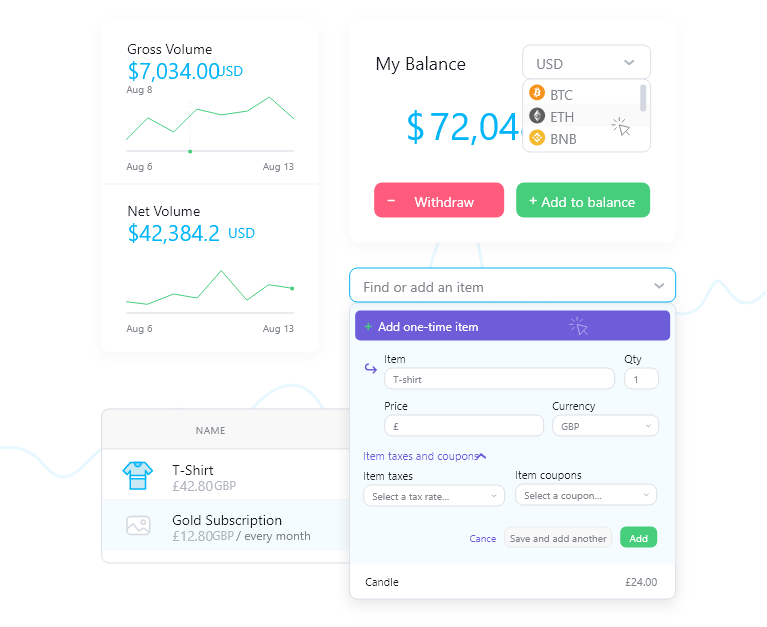 Gross Volume
$7,034.00USD
Aug 8
Aug 6 Aug 13
Net Volume
$42,384.2 USD
Aug 6 Aug 13
My Balance
USD
BTC
ETH
BNB
$72,04
− Withdraw
+ Add to balance
Find or add an item
+ Add one-time item
Item Qty
T-shirt 1
Price Currency
£ GBP
Item taxes and coupons
Item taxes Item coupons
Select a tax rate... Select a coupon...
Cance Save and add another Add
Candle £24.00
NAME
T-Shirt
£42.80GBP
Gold Subscription
£12.80GBP / every month